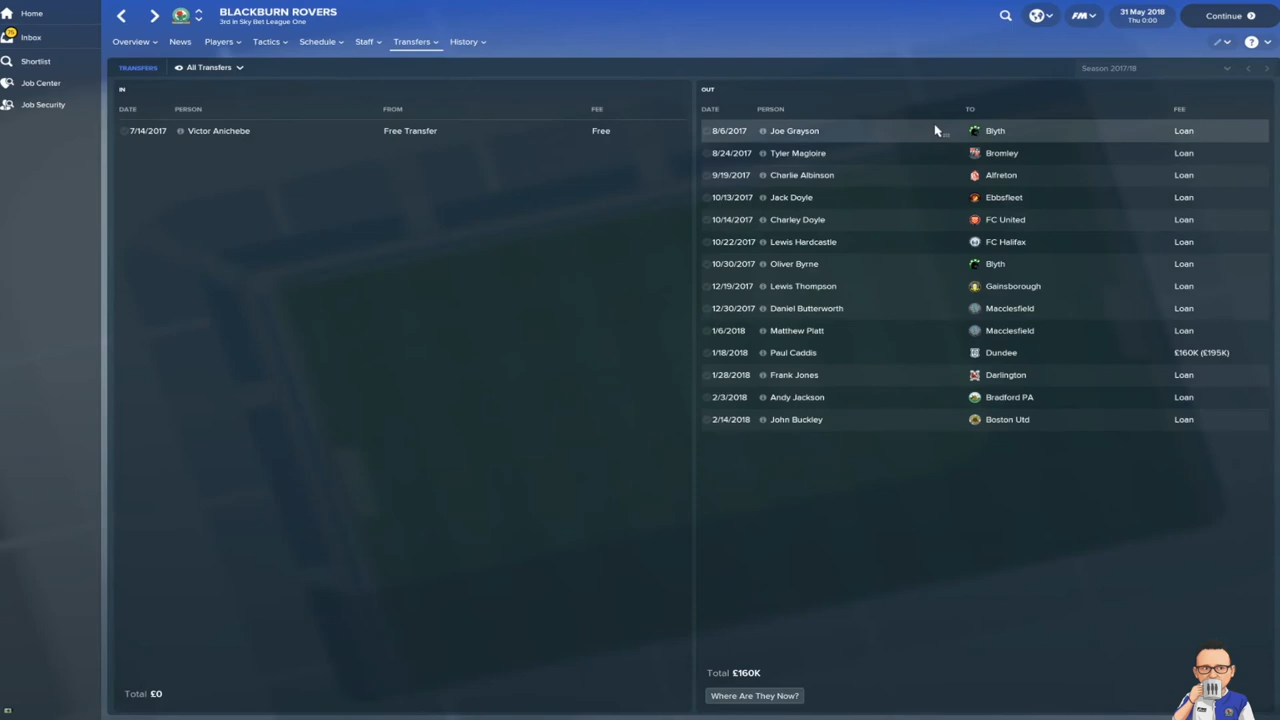 Home
BLACKBURN ROVERS
3rd in Sky Bet League One
FM
31 May 2018
Thu 0:00
Continue
Inbox
Overview News Players Tactics Schedule Staff Transfers History
Shortlist
TRANSFERS All Transfers Season 2017/18
Job Center
Job Security
IN OUT
DATE PERSON FROM FEE DATE PERSON TO FEE
7/14/2017 Victor Anichebe Free Transfer Free
8/6/2017 Joe Grayson Blyth Loan
8/24/2017 Tyler Magloire Bromley Loan
9/19/2017 Charlie Albinson Alfreton Loan
10/13/2017 Jack Doyle Ebbsfleet Loan
10/14/2017 Charley Doyle FC United Loan
10/22/2017 Lewis Hardcastle FC Halifax Loan
10/30/2017 Oliver Byrne Blyth Loan
12/19/2017 Lewis Thompson Gainsborough Loan
12/30/2017 Daniel Butterworth Macclesfield Loan
1/6/2018 Matthew Platt Macclesfield Loan
1/18/2018 Paul Caddis Dundee £160K (£195K)
1/28/2018 Frank Jones Darlington Loan
2/3/2018 Andy Jackson Bradford PA Loan
2/14/2018 John Buckley Boston Utd Loan
Total £0
Total £160K
Where Are They Now?